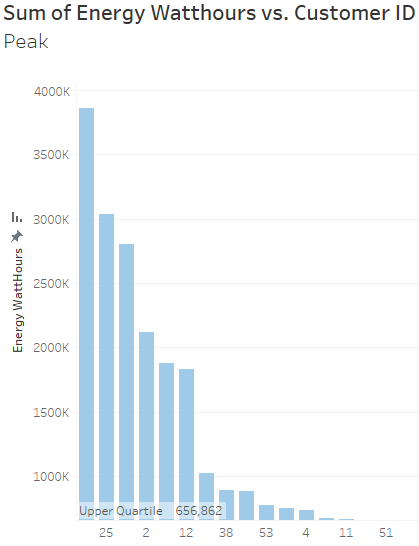 Sum of Energy Watthours vs. Customer ID
Peak
4000K
3500K
3000K
2500K
2000K
1500K
1000K
Energy WattHours
Upper Quartile 656,862
25 2 12 38 53 4 11 51